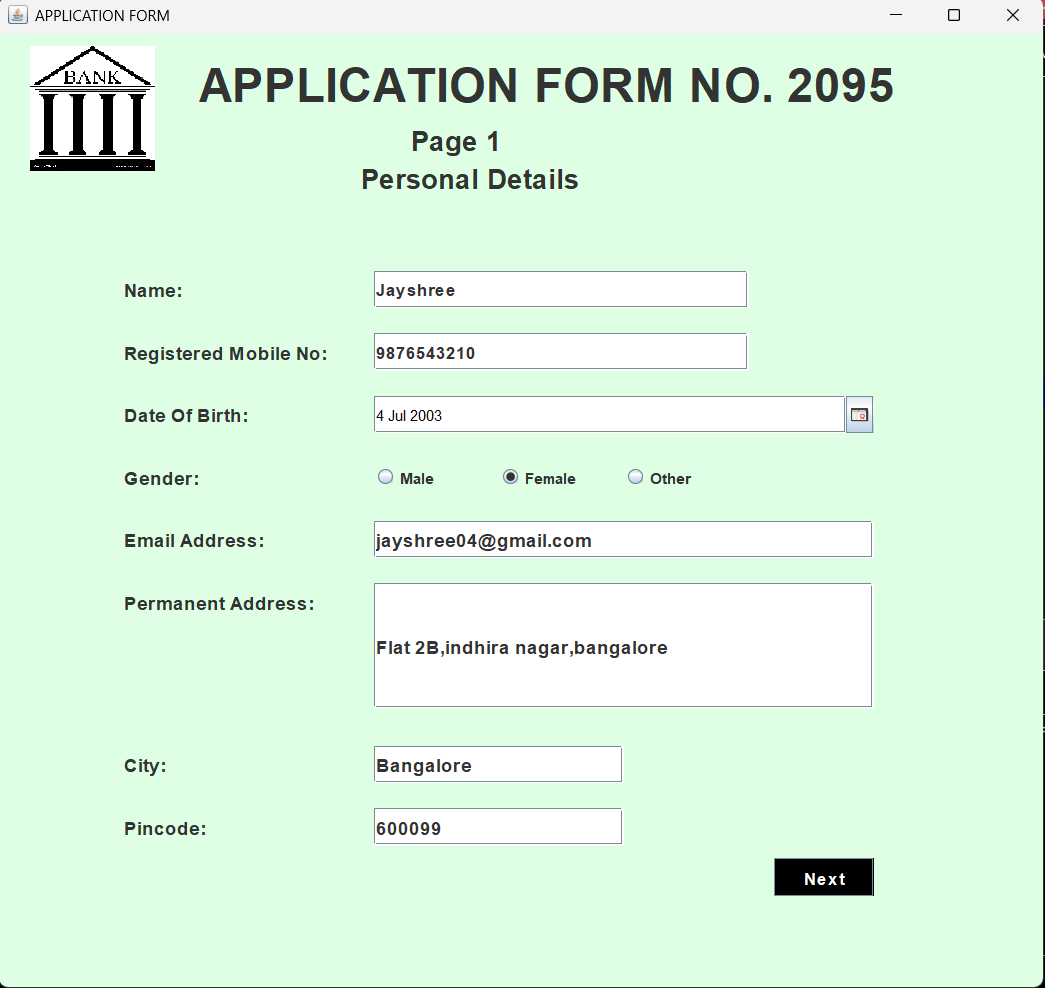 APPLICATION FORM
BANK
APPLICATION FORM NO. 2095
Page 1
Personal Details
Name: Jayshree
Registered Mobile No: 9876543210
Date Of Birth: 4 Jul 2003
Gender: Male Female Other
Email Address: jayshree04@gmail.com
Permanent Address:
Flat 2B,indhira nagar,bangalore
City: Bangalore
Pincode: 600099
Next